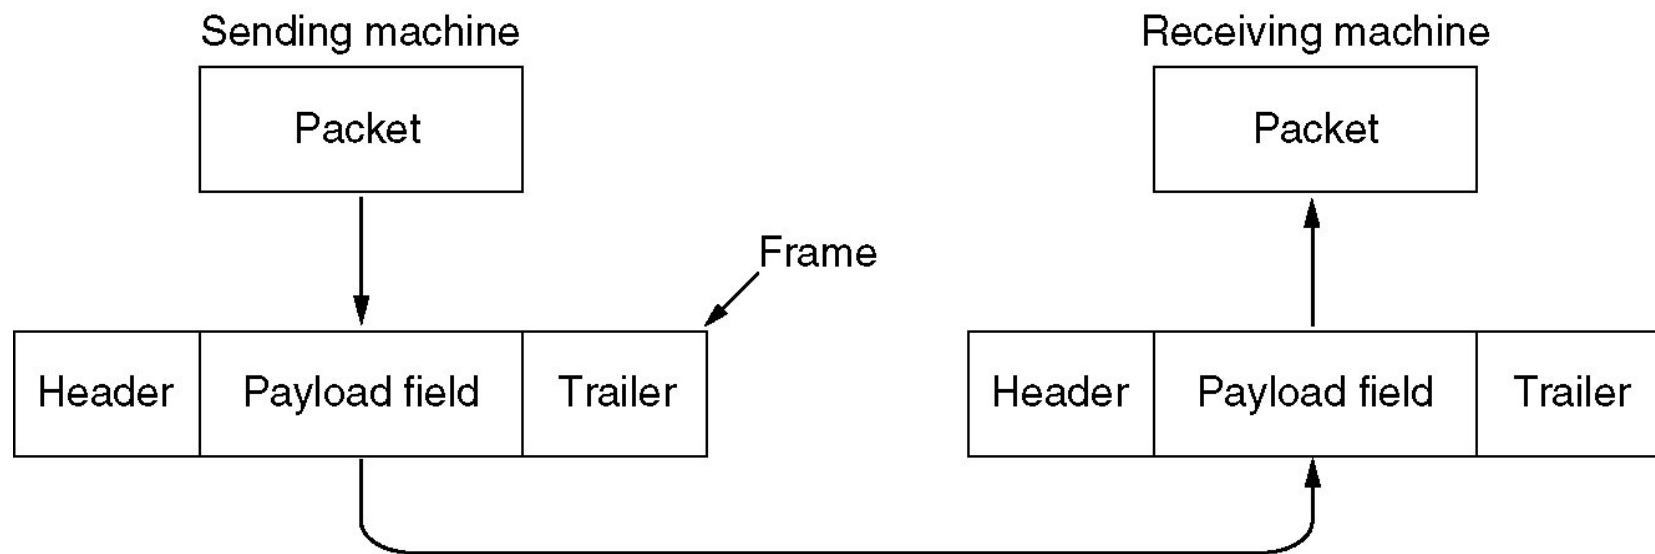 Sending machine
Receiving machine
Packet
Packet
Frame
Header Payload field Trailer
Header Payload field Trailer